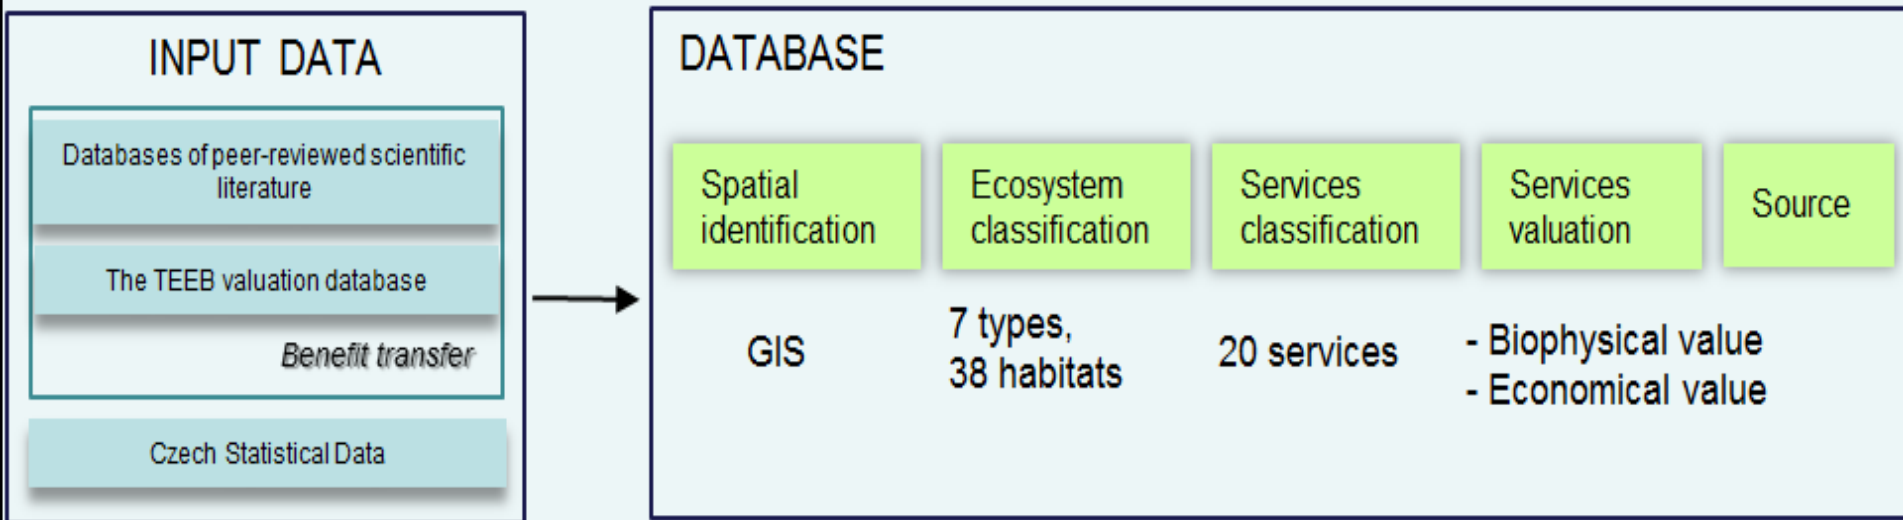 INPUT DATA
Databases of peer-reviewed scientific
literature
The TEEB valuation database
Benefit transfer
Czech Statistical Data
DATABASE
Spatial
identification
Ecosystem
classification
Services
classification
Services
valuation
Source
GIS
7 types,
38 habitats
20 services
- Biophysical value
- Economical value